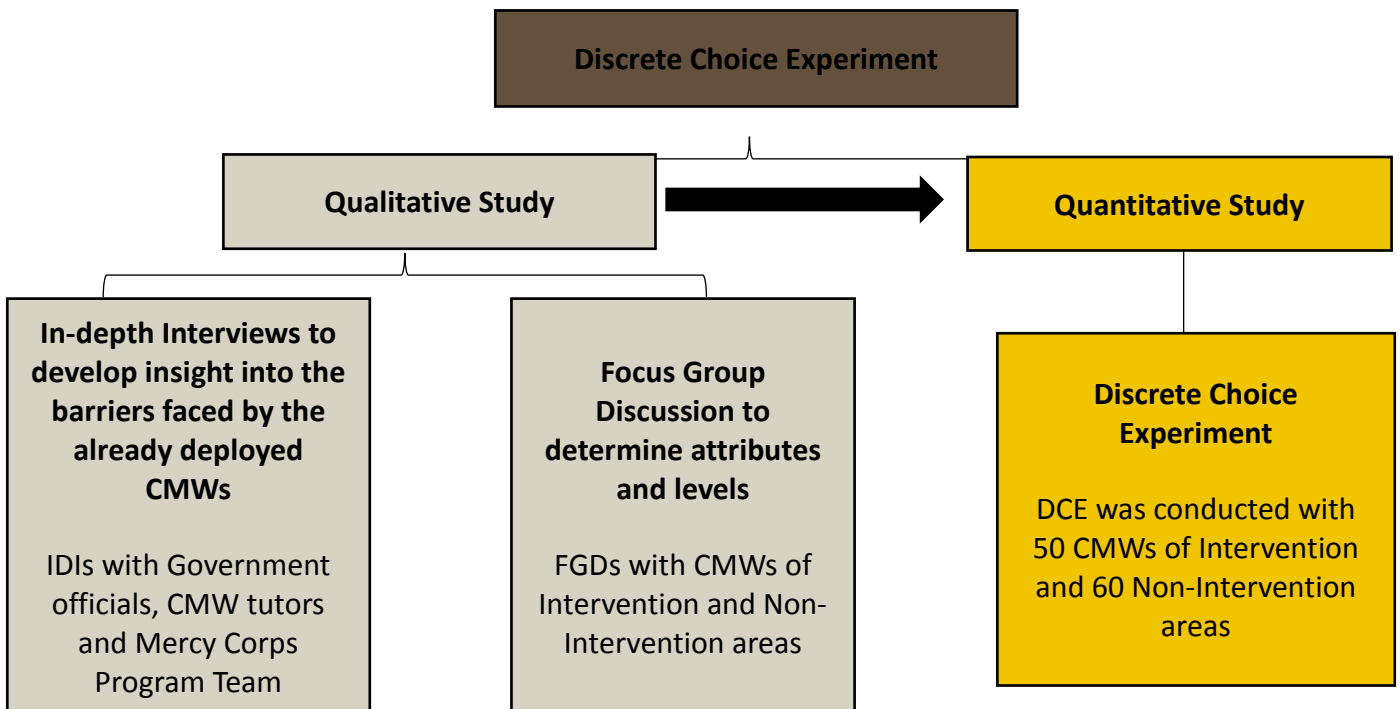 Discrete Choice Experiment
Qualitative Study
Quantitative Study
In-depth Interviews to
develop insight into the
barriers faced by the
already deployed
CMWs
IDIs with Government
officials, CMW tutors
and Mercy Corps
Program Team
Focus Group
Discussion to
determine attributes
and levels
FGDs with CMWs of
Intervention and Non-
Intervention areas
Discrete Choice
Experiment
DCE was conducted with
50 CMWs of Intervention
and 60 Non-Intervention
areas